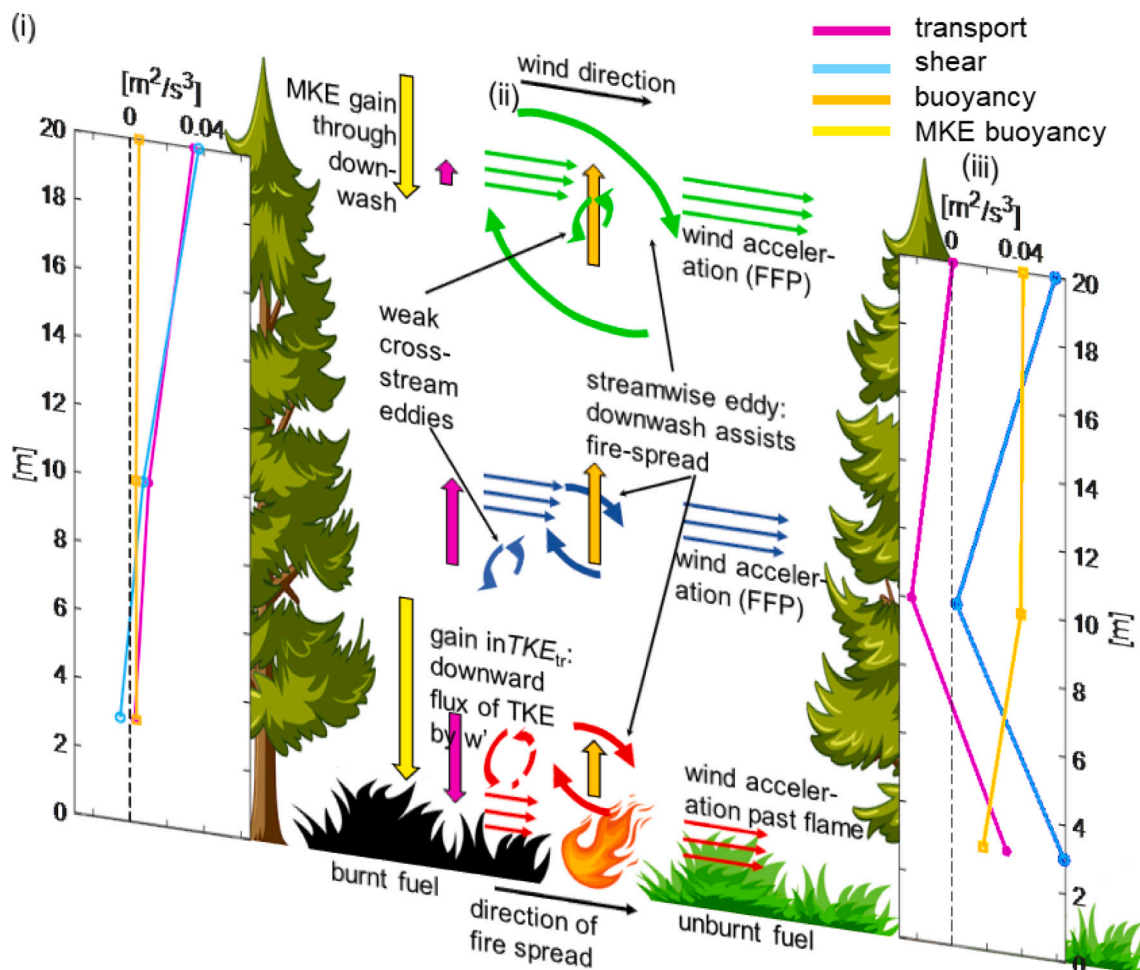 (i)
transport
shear
buoyancy
MKE buoyancy
[m²/s³]
0
0.04
20
18
16
14
12
10
8
6
4
2
0
[m]
MKE gain
through
down-
wash
wind direction
(ii)
wind acceler-
ation (FFP)
weak
cross-
stream
eddies
streamwise eddy:
downwash assists
fire-spread
wind acceler-
ation (FFP)
gain in TKEtr:
downward
flux of TKE
by w'
wind acceler-
ation past flame
burnt fuel
direction of
fire spread
unburnt fuel
(iii)
[m²/s³]
0
0.04
20
18
16
14
12
10
8
6
4
2
0
[m]